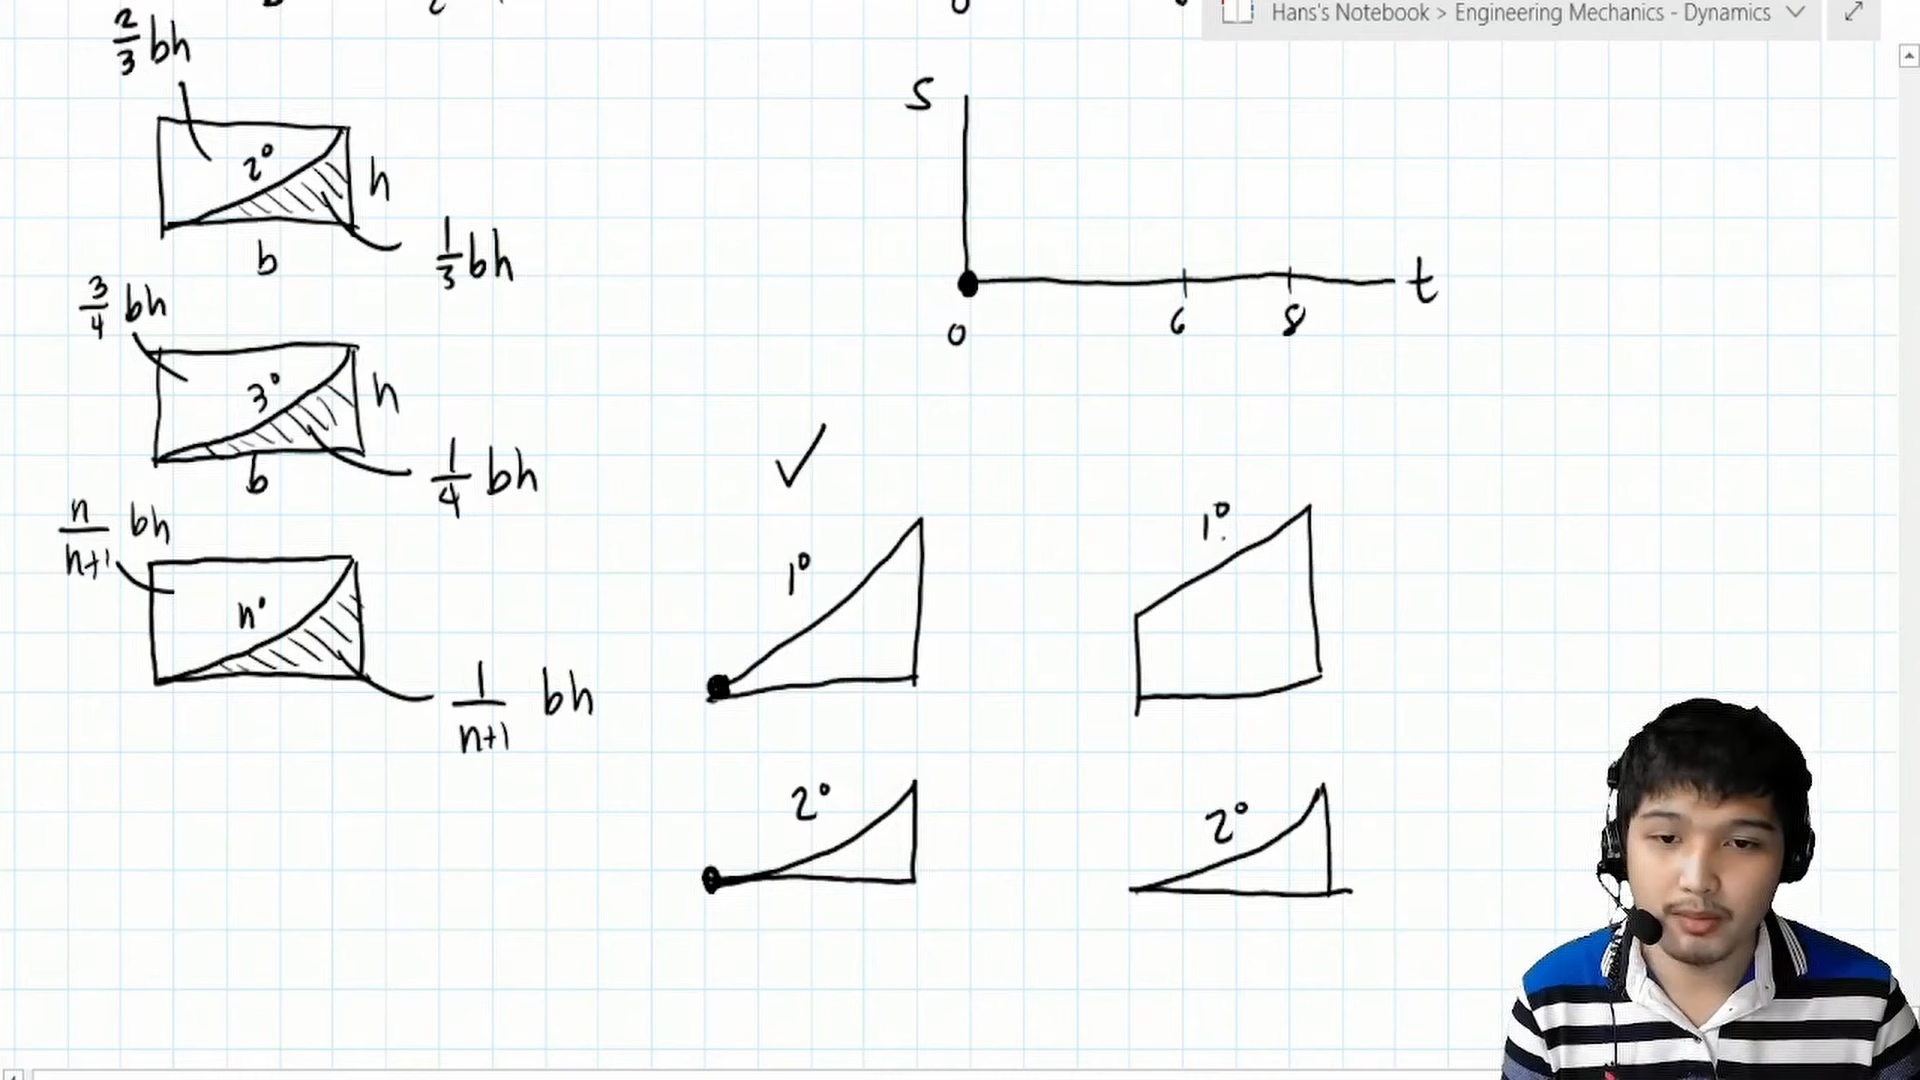 Hans's Notebook > Engineering Mechanics - Dynamics
2/3 bh
2°
h
b
1/3 bh
3/4 bh
3°
h
b
1/4 bh
n/n+1 bh
n°
1/n+1 bh
S
0
6
8
t
✓
1°
1°
2°
2°